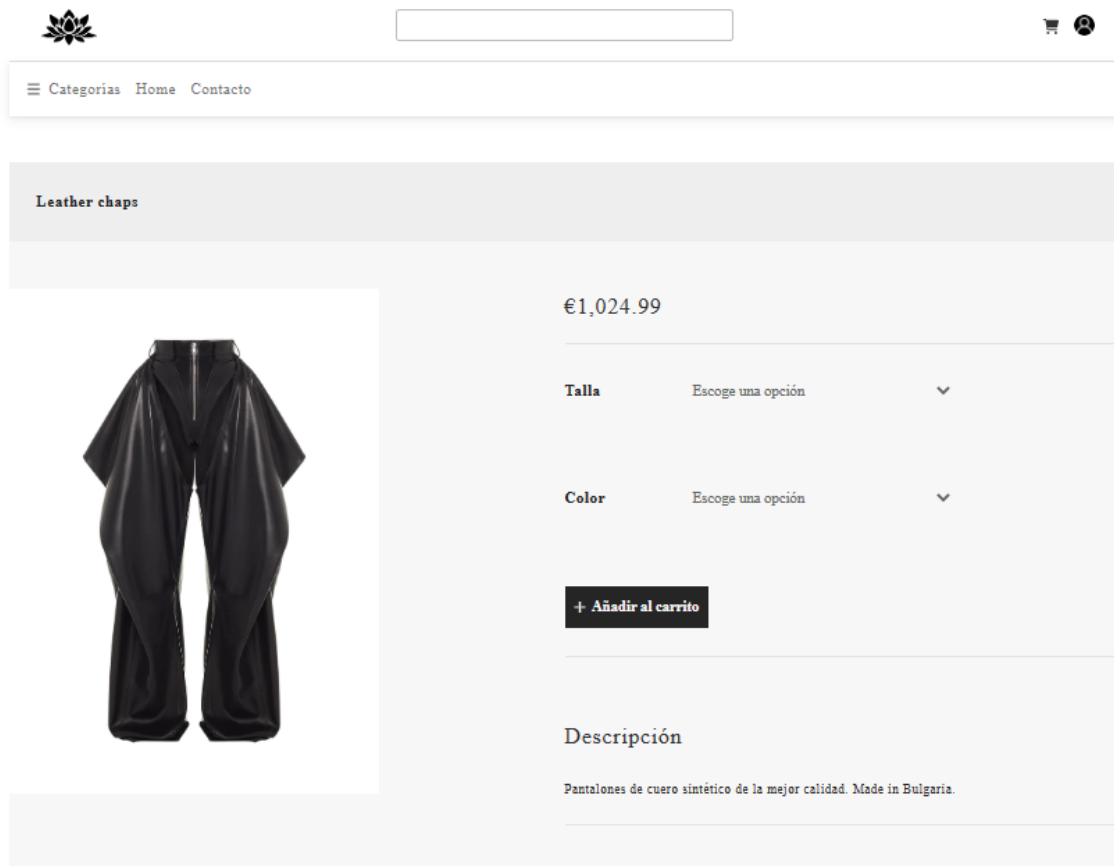 Categorías Home Contacto
Leather chaps
€1,024.99
Talla Escoge una opción
Color Escoge una opción
+ Añadir al carrito
Descripción
Pantalones de cuero sintético de la mejor calidad. Made in Bulgaria.